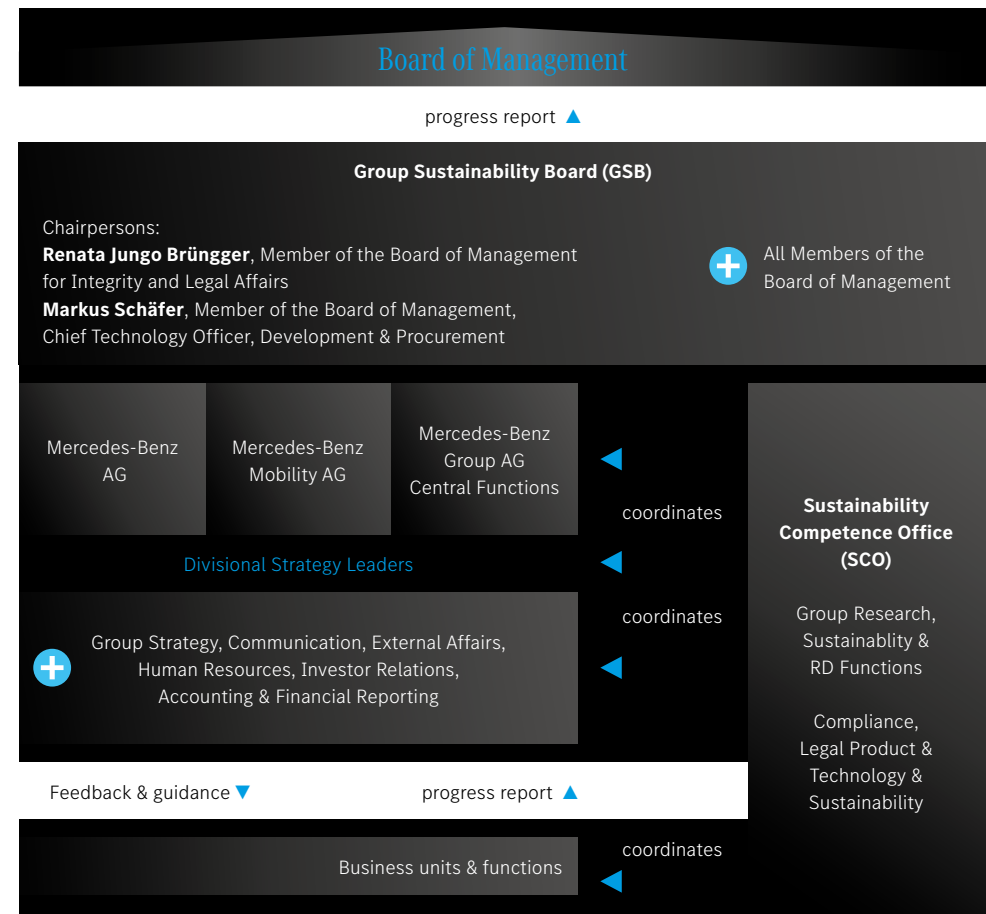 Board of Management
progress report ▲
Group Sustainability Board (GSB)
Chairpersons:
Renata Jungo Brüngger, Member of the Board of Management
for Integrity and Legal Affairs
Markus Schäfer, Member of the Board of Management,
Chief Technology Officer, Development & Procurement
All Members of the
Board of Management
Mercedes-Benz
AG
Mercedes-Benz
Mobility AG
Mercedes-Benz
Group AG
Central Functions
coordinates
Divisional Strategy Leaders
coordinates
Group Strategy, Communication, External Affairs,
Human Resources, Investor Relations,
Accounting & Financial Reporting
Sustainability
Competence Office
(SCO)
Group Research,
Sustainablity &
RD Functions
Compliance,
Legal Product &
Technology &
Sustainability
Feedback & guidance ▼
progress report ▲
Business units & functions
coordinates